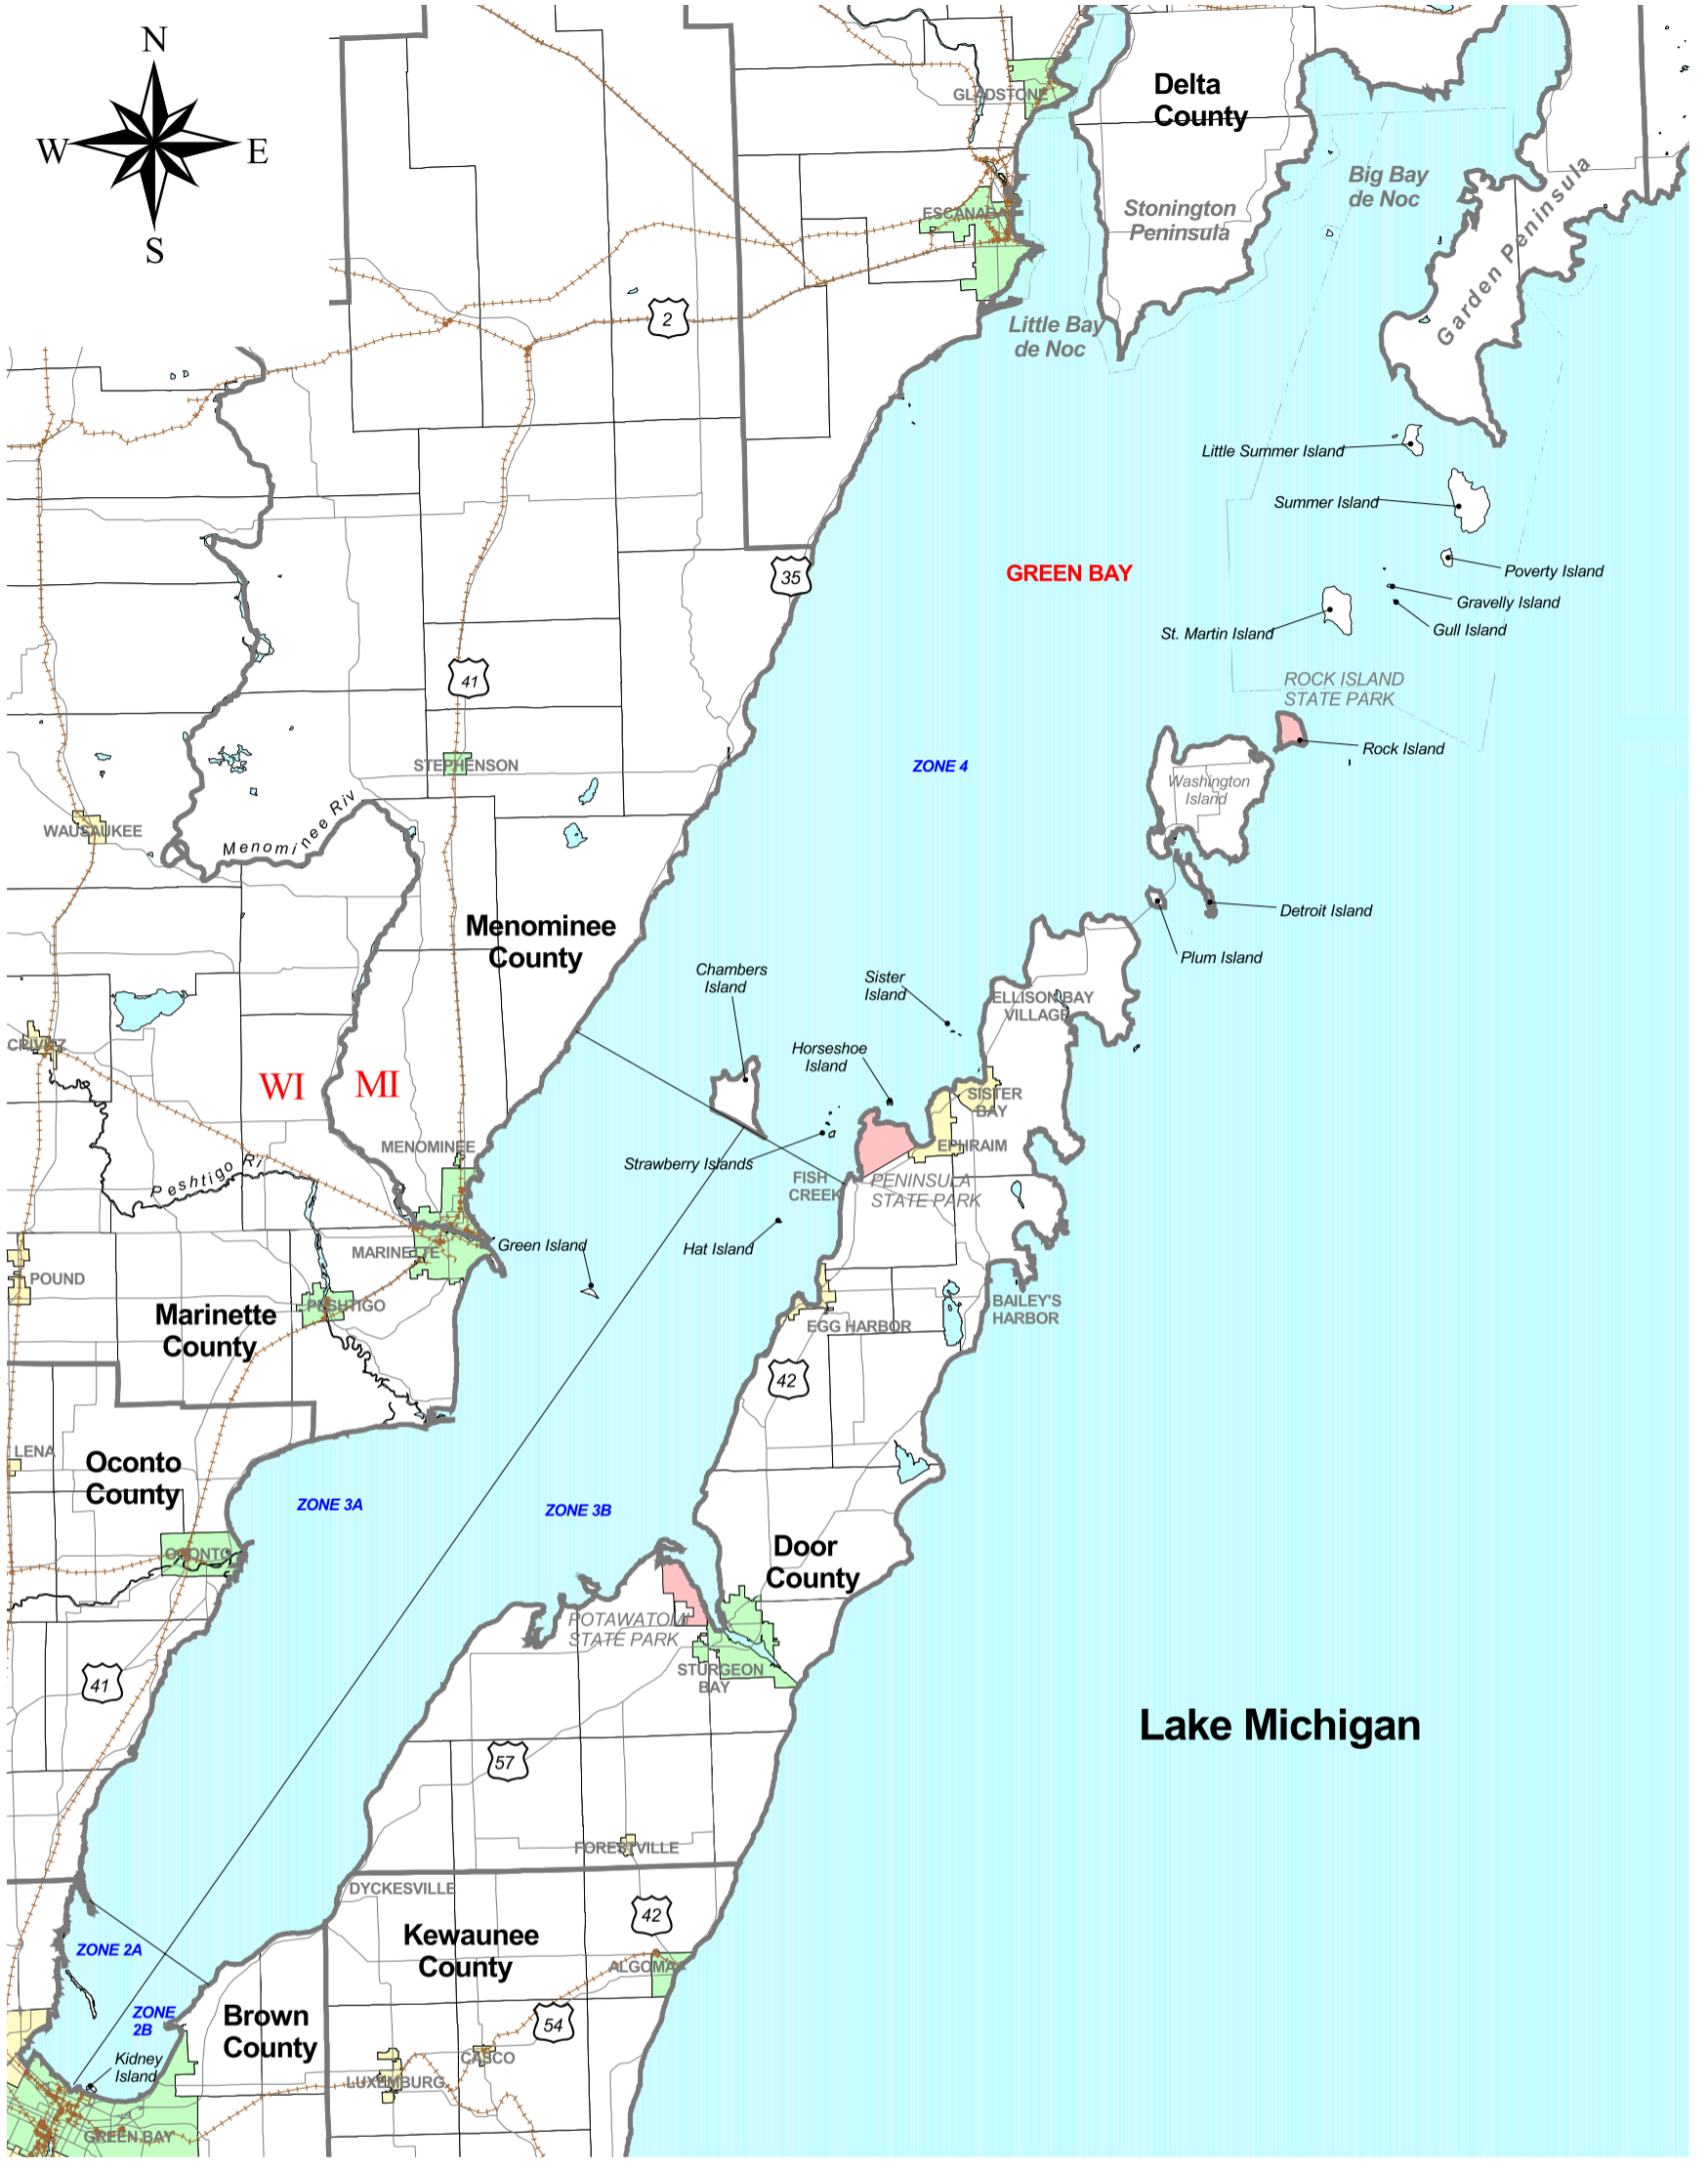 N
W
E
S
GLADSTONE
Delta
County
Big Bay
de Noc
Stonington
Peninsula
Garden Peninsula
ESCANABA
2
Little Bay
de Noc
Little Summer Island
Summer Island
GREEN BAY
35
Poverty Island
Gravelly Island
Gull Island
St. Martin Island
41
ROCK ISLAND
STATE PARK
Rock Island
STEPHENSON
ZONE 4
Washington
Island
WAUSAUKEE
Menominee Riv
Menominee
County
Detroit Island
Plum Island
Chambers
Island
Sister
Island
ELLISON BAY
VILLAGE
CRIVITZ
Horseshoe
Island
WI
MI
SISTER
BAY
MENOMINEE
EPHRAIM
Strawberry Islands
Peshtigo Ri
FISH
CREEK
PENINSULA
STATE PARK
MARINETTE
Green Island
Hat Island
POUND
PESHTIGO
Marinette
County
EGG HARBOR
BAILEY'S
HARBOR
42
LENA
Oconto
County
ZONE 3A
ZONE 3B
OCONTO
Door
County
POTAWATOMI
STATE PARK
STURGEON
BAY
41
Lake Michigan
57
FORESTVILLE
DYCKESVILLE
42
Kewaunee
County
ZONE 2A
ALGOMA
ZONE
2B
Brown
County
54
Kidney
Island
CASCO
LUXEMBURG
GREEN BAY